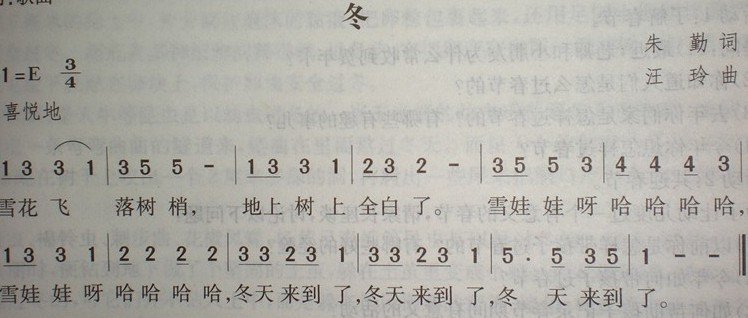 冬
朱 勤 词
1=E 3/4
汪 玲 曲
喜悦地
1 3 3 1 | 3 5 5 - | 1 3 3 1 | 2 3 2 - | 3 5 5 3 | 4 4 4 3 |
雪花 飞 落树 梢, 地上 树 上 全白 了。 雪娃 娃 呀 哈 哈 哈 哈,
1 3 3 1 | 2 2 2 1 | 3 3 2 3 1 | 3 3 2 3 1 | 5 · 5 3 5 | 1 - - ‖
雪娃 娃 呀 哈 哈 哈 哈, 冬天 来到 了, 冬天 来到 了, 冬 天 来到 了。